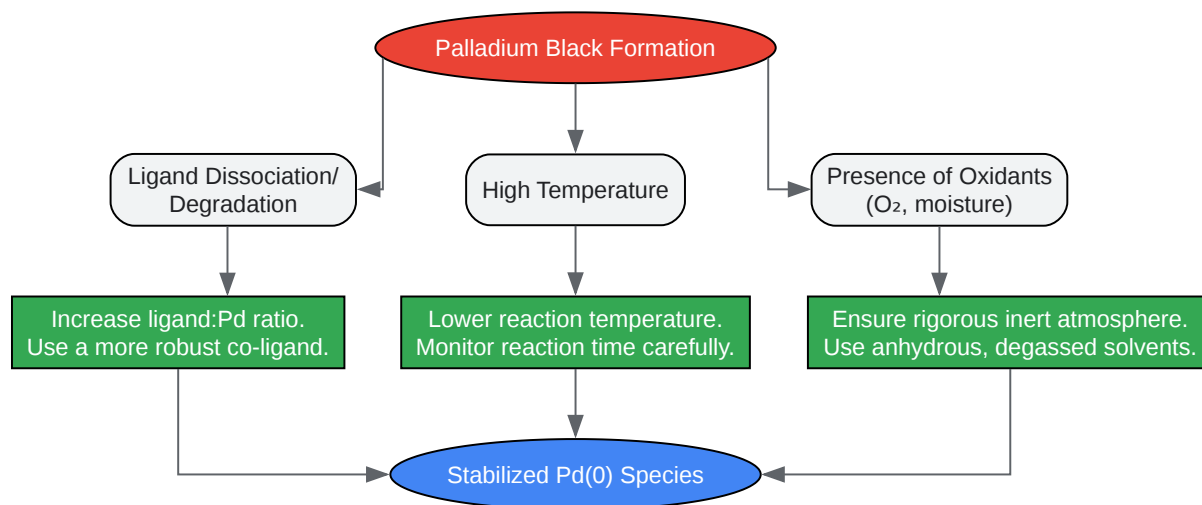 Palladium Black Formation
Ligand Dissociation/
Degradation
High Temperature
Presence of Oxidants
(O₂, moisture)
Increase ligand:Pd ratio.
Use a more robust co-ligand.
Lower reaction temperature.
Monitor reaction time carefully.
Ensure rigorous inert atmosphere.
Use anhydrous, degassed solvents.
Stabilized Pd(0) Species